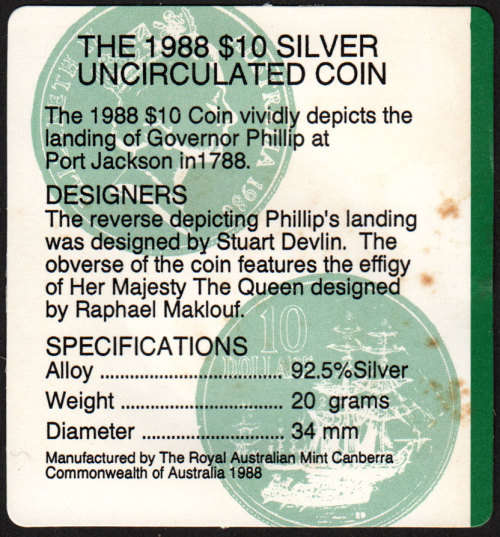 THE 1988 $10 SILVER
UNCIRCULATED COIN
The 1988 $10 Coin vividly depicts the
landing of Governor Phillip at
Port Jackson in1788.
DESIGNERS
The reverse depicting Phillip's landing
was designed by Stuart Devlin. The
obverse of the coin features the effigy
of Her Majesty The Queen designed
by Raphael Maklouf.
10
DOLLARS
SPECIFICATIONS
Alloy ................................ 92.5%Silver
Weight ............................ 20 grams
Diameter ........................ 34 mm
Manufactured by The Royal Australian Mint Canberra
Commonwealth of Australia 1988